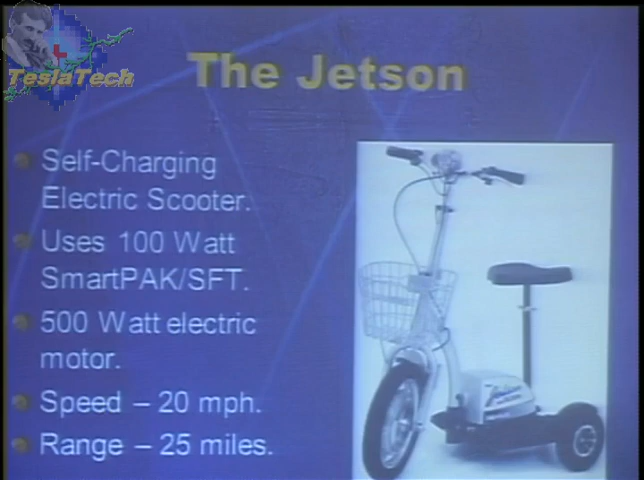 TeslaTech
The Jetson
Self-Charging
Electric Scooter.
Uses 100 Watt
SmartPAK/SFT.
500 Watt electric
motor.
Speed – 20 mph.
Range – 25 miles.